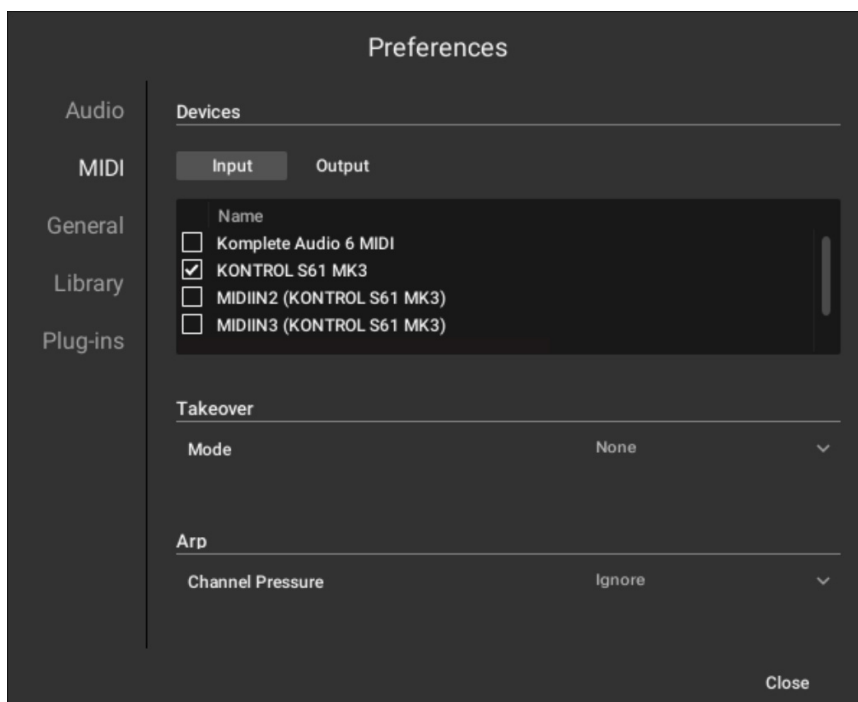 Preferences
Audio
MIDI
General
Library
Plug-ins
Devices
Input Output
Name
Komplete Audio 6 MIDI
KONTROL S61 MK3
MIDIIN2 (KONTROL S61 MK3)
MIDIIN3 (KONTROL S61 MK3)
Takeover
Mode None
Arp
Channel Pressure Ignore
Close